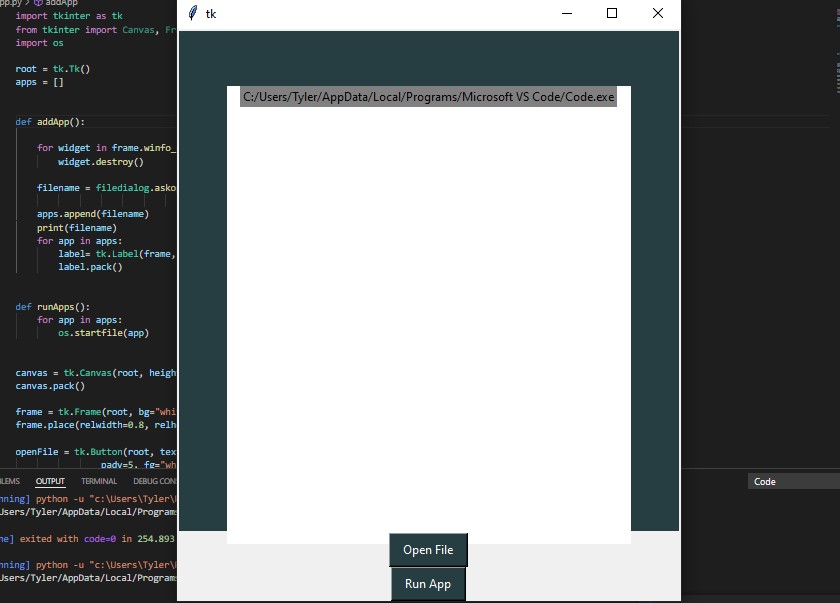 pp.py > addApp
tk
import tkinter as tk
from tkinter import Canvas, Fr
import os
root = tk.Tk()
apps = []
def addApp():
for widget in frame.winfo_
widget.destroy()
filename = filedialog.asko
apps.append(filename)
print(filename)
for app in apps:
label= tk.Label(frame,
label.pack()
def runApps():
for app in apps:
os.startfile(app)
canvas = tk.Canvas(root, heigh
canvas.pack()
frame = tk.Frame(root, bg="whi
frame.place(relwidth=0.8, relh
openFile = tk.Button(root, tex
pady=5, fg="wh
C:/Users/Tyler/AppData/Local/Programs/Microsoft VS Code/Code.exe
Open File
Run App
LEMS OUTPUT TERMINAL DEBUG CON
Code
nning] python -u "c:\Users\Tyler\
Users/Tyler/AppData/Local/Program
ne] exited with code=0 in 254.893
nning] python -u "c:\Users\Tyler\
Users/Tyler/AppData/Local/Program